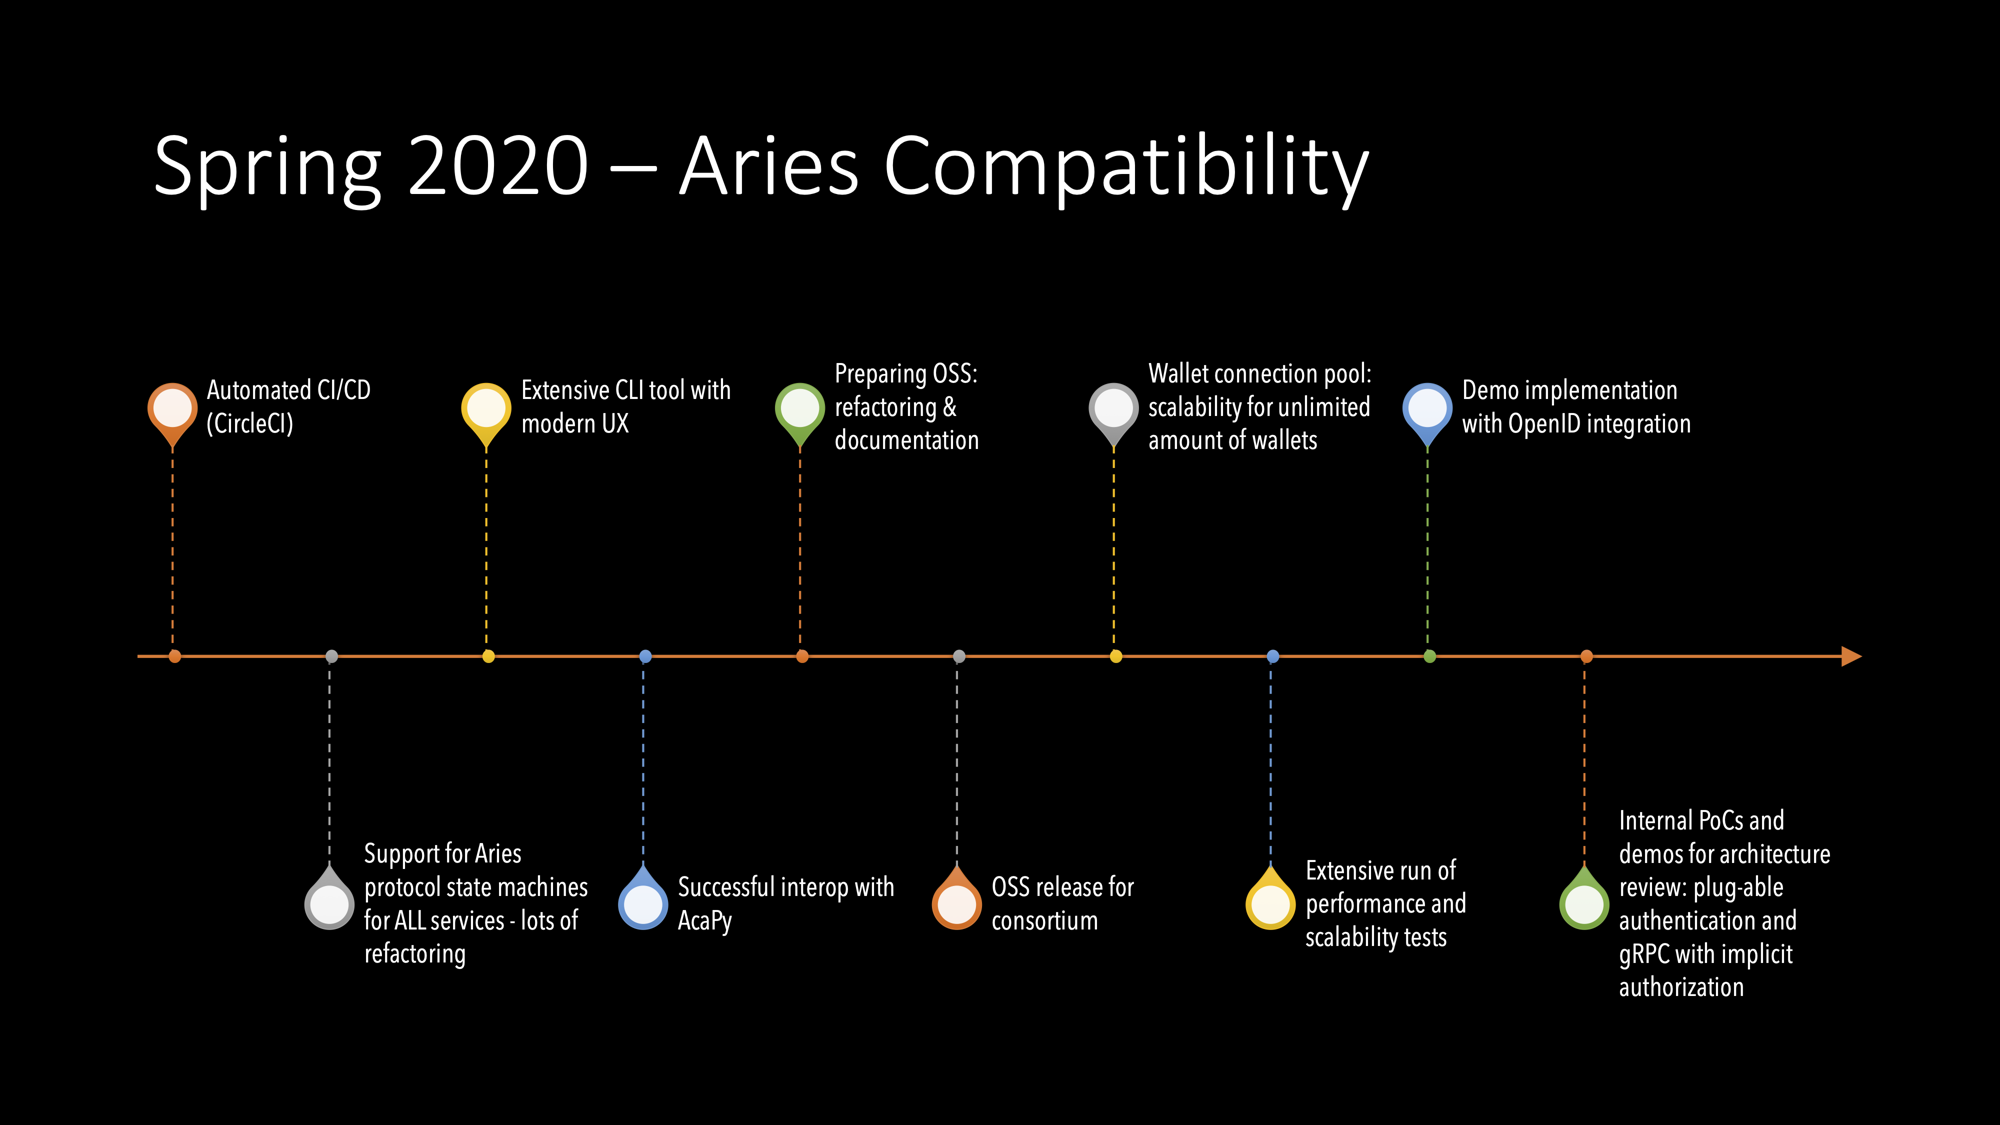 Spring 2020 – Aries Compatibility
Automated CI/CD
(CircleCI)
Extensive CLI tool with
modern UX
Preparing OSS:
refactoring &
documentation
Wallet connection pool:
scalability for unlimited
amount of wallets
Demo implementation
with OpenID integration
Support for Aries
protocol state machines
for ALL services - lots of
refactoring
Successful interop with
AcaPy
OSS release for
consortium
Extensive run of
performance and
scalability tests
Internal PoCs and
demos for architecture
review: plug-able
authentication and
gRPC with implicit
authorization